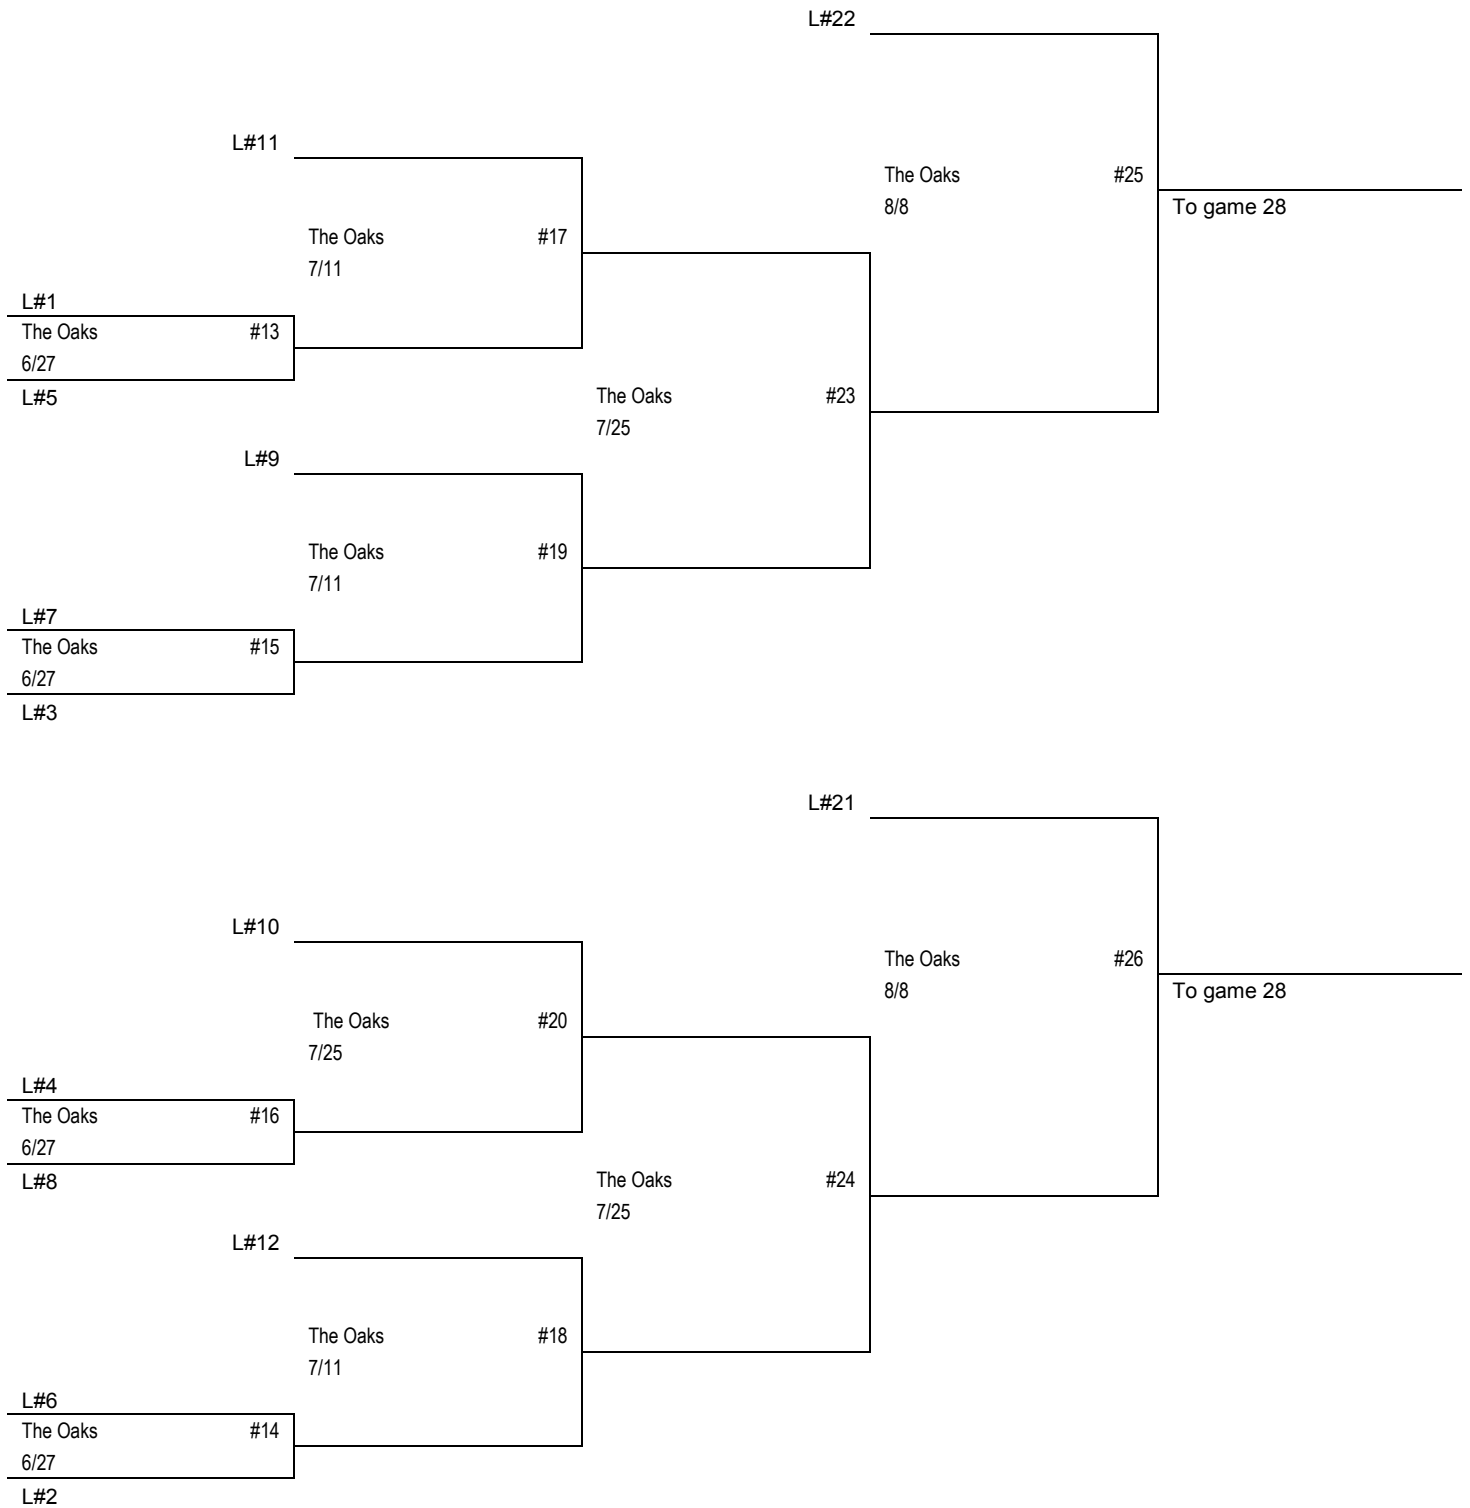 L#22
L#11
The Oaks #25
8/8
To game 28
The Oaks #17
7/11
L#1
The Oaks #13
6/27
L#5
The Oaks #23
7/25
L#9
The Oaks #19
7/11
L#7
The Oaks #15
6/27
L#3
L#21
L#10
The Oaks #26
8/8
To game 28
The Oaks #20
7/25
L#4
The Oaks #16
6/27
L#8
The Oaks #24
7/25
L#12
The Oaks #18
7/11
L#6
The Oaks #14
6/27
L#2